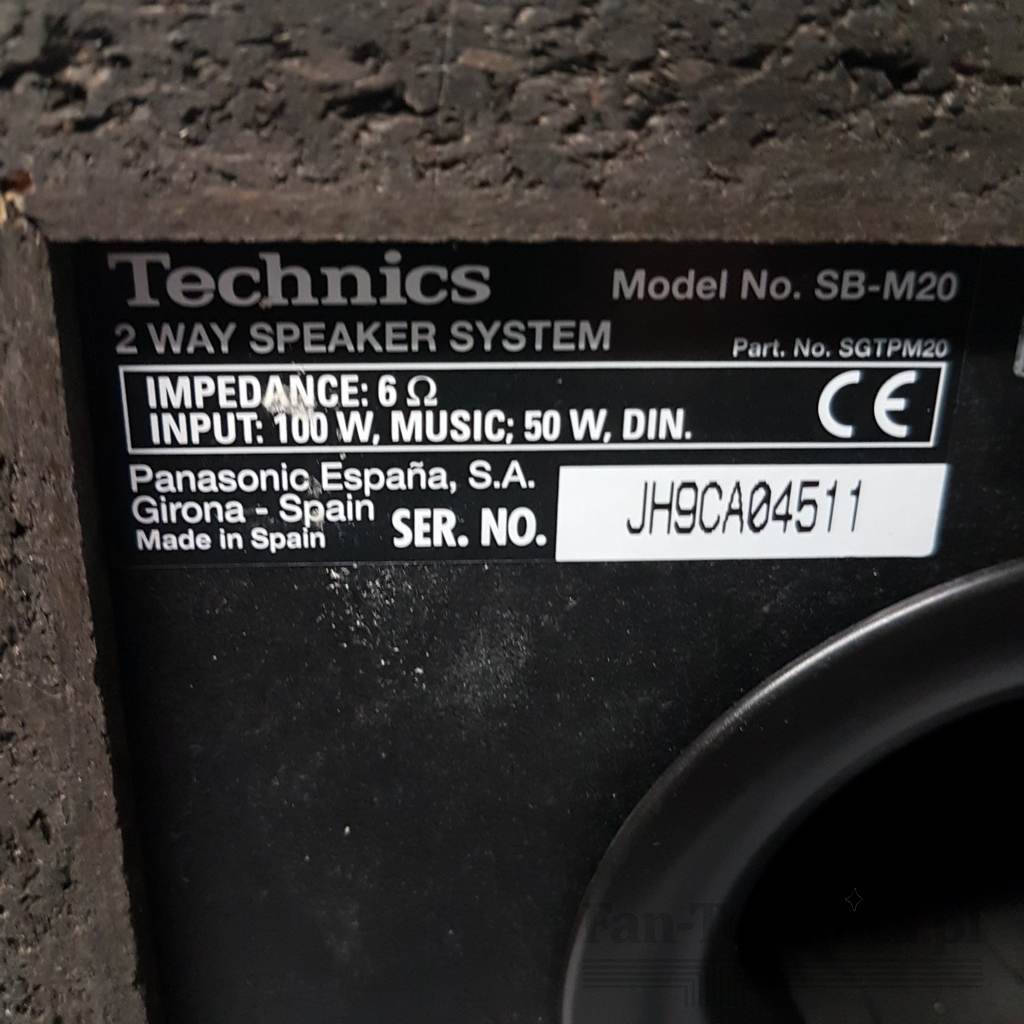 Technics
Model No. SB-M20
2 WAY SPEAKER SYSTEM
Part. No. SGTPM20
IMPEDANCE: 6 Ω
INPUT: 100 W, MUSIC; 50 W, DIN.
CE
Panasonic España, S.A.
Girona - Spain
Made in Spain
SER. NO.
JH9CA04511